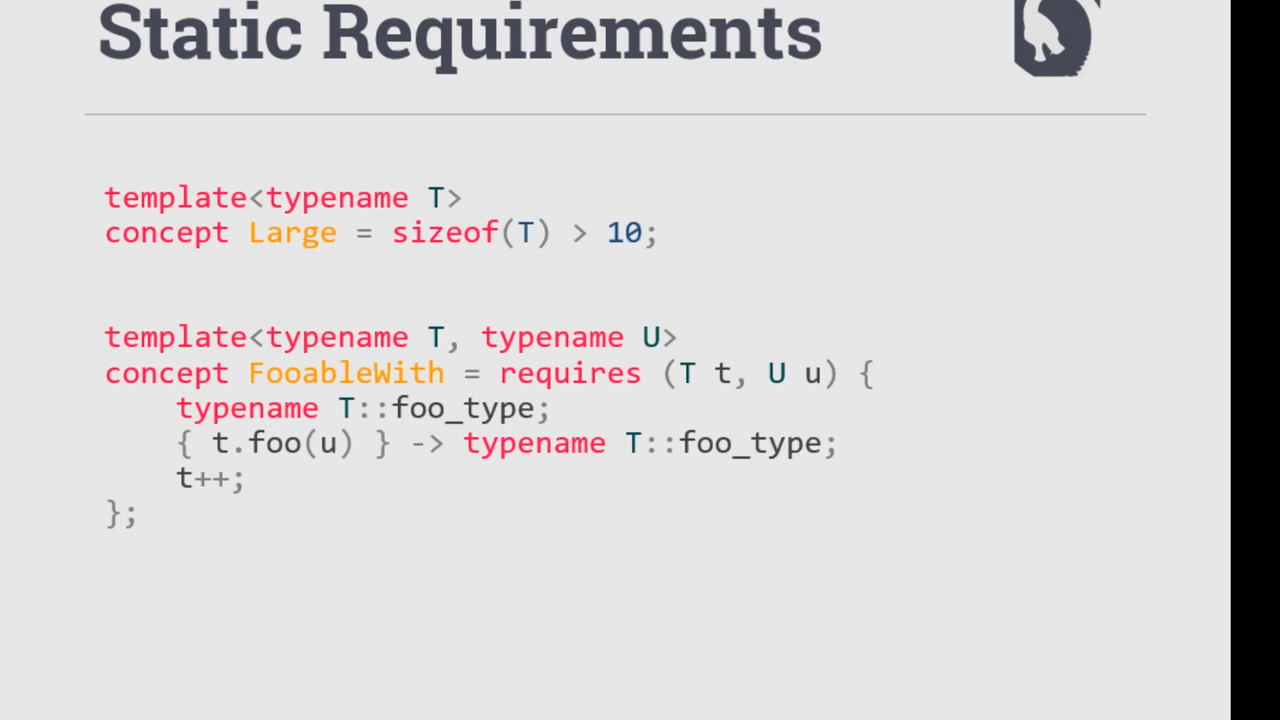 Static Requirements
template<typename T>
concept Large = sizeof(T) > 10;
template<typename T, typename U>
concept FooableWith = requires (T t, U u) {
    typename T::foo_type;
    { t.foo(u) } -> typename T::foo_type;
    t++;
};